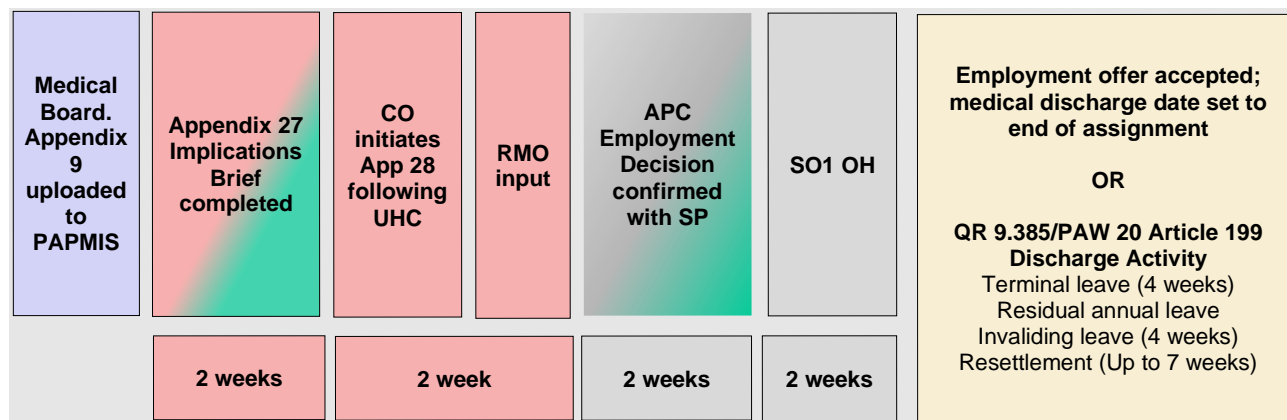 Medical
Board.
Appendix
9
uploaded
to
PAPMIS
Appendix 27
Implications
Brief
completed
CO
initiates
App 28
following
UHC
RMO
input
APC
Employment
Decision
confirmed
with SP
SO1 OH
Employment offer accepted;
medical discharge date set to
end of assignment
OR
QR 9.385/PAW 20 Article 199
Discharge Activity
Terminal leave (4 weeks)
Residual annual leave
Invaliding leave (4 weeks)
Resettlement (Up to 7 weeks)
2 weeks
2 week
2 weeks
2 weeks